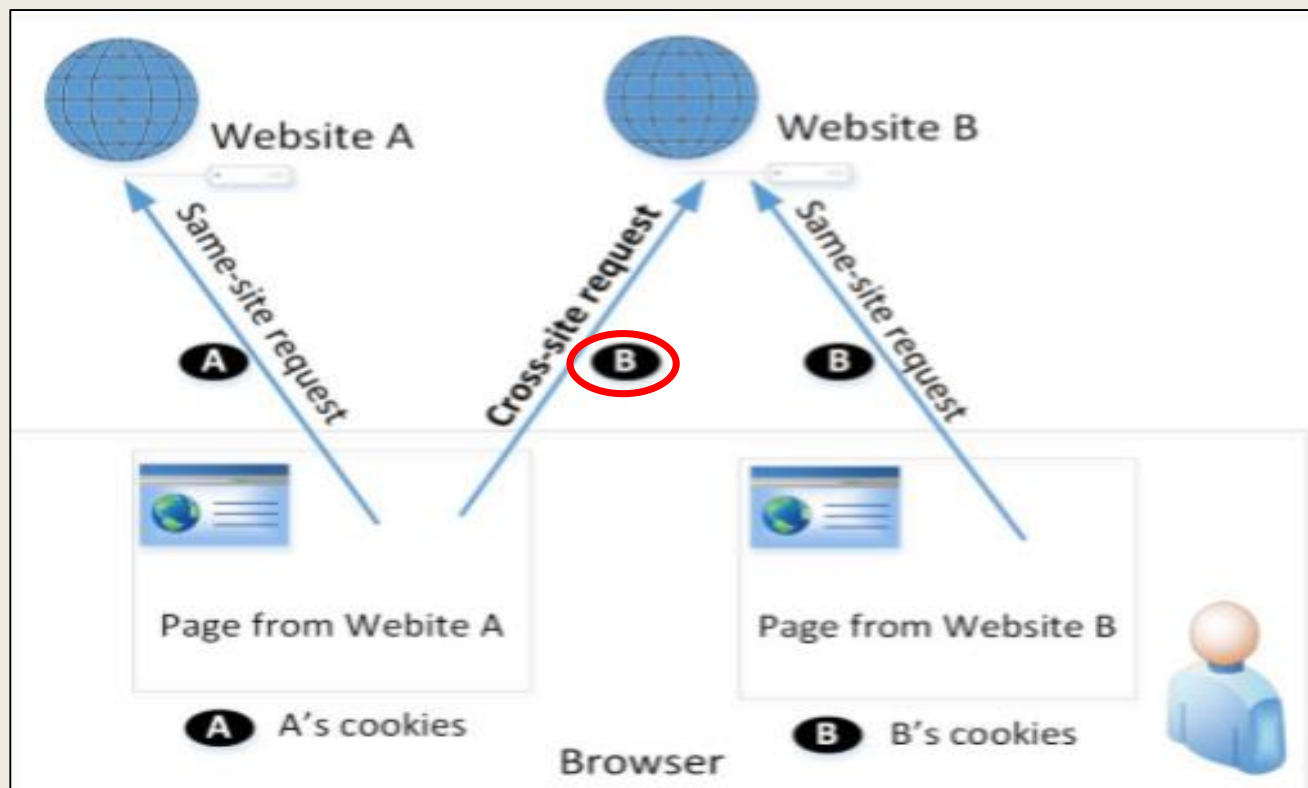 Website A
Website B
Same-site request
Cross-site request
Same-site request
A
B
B
Page from Webite A
Page from Website B
A A's cookies
B B's cookies
Browser